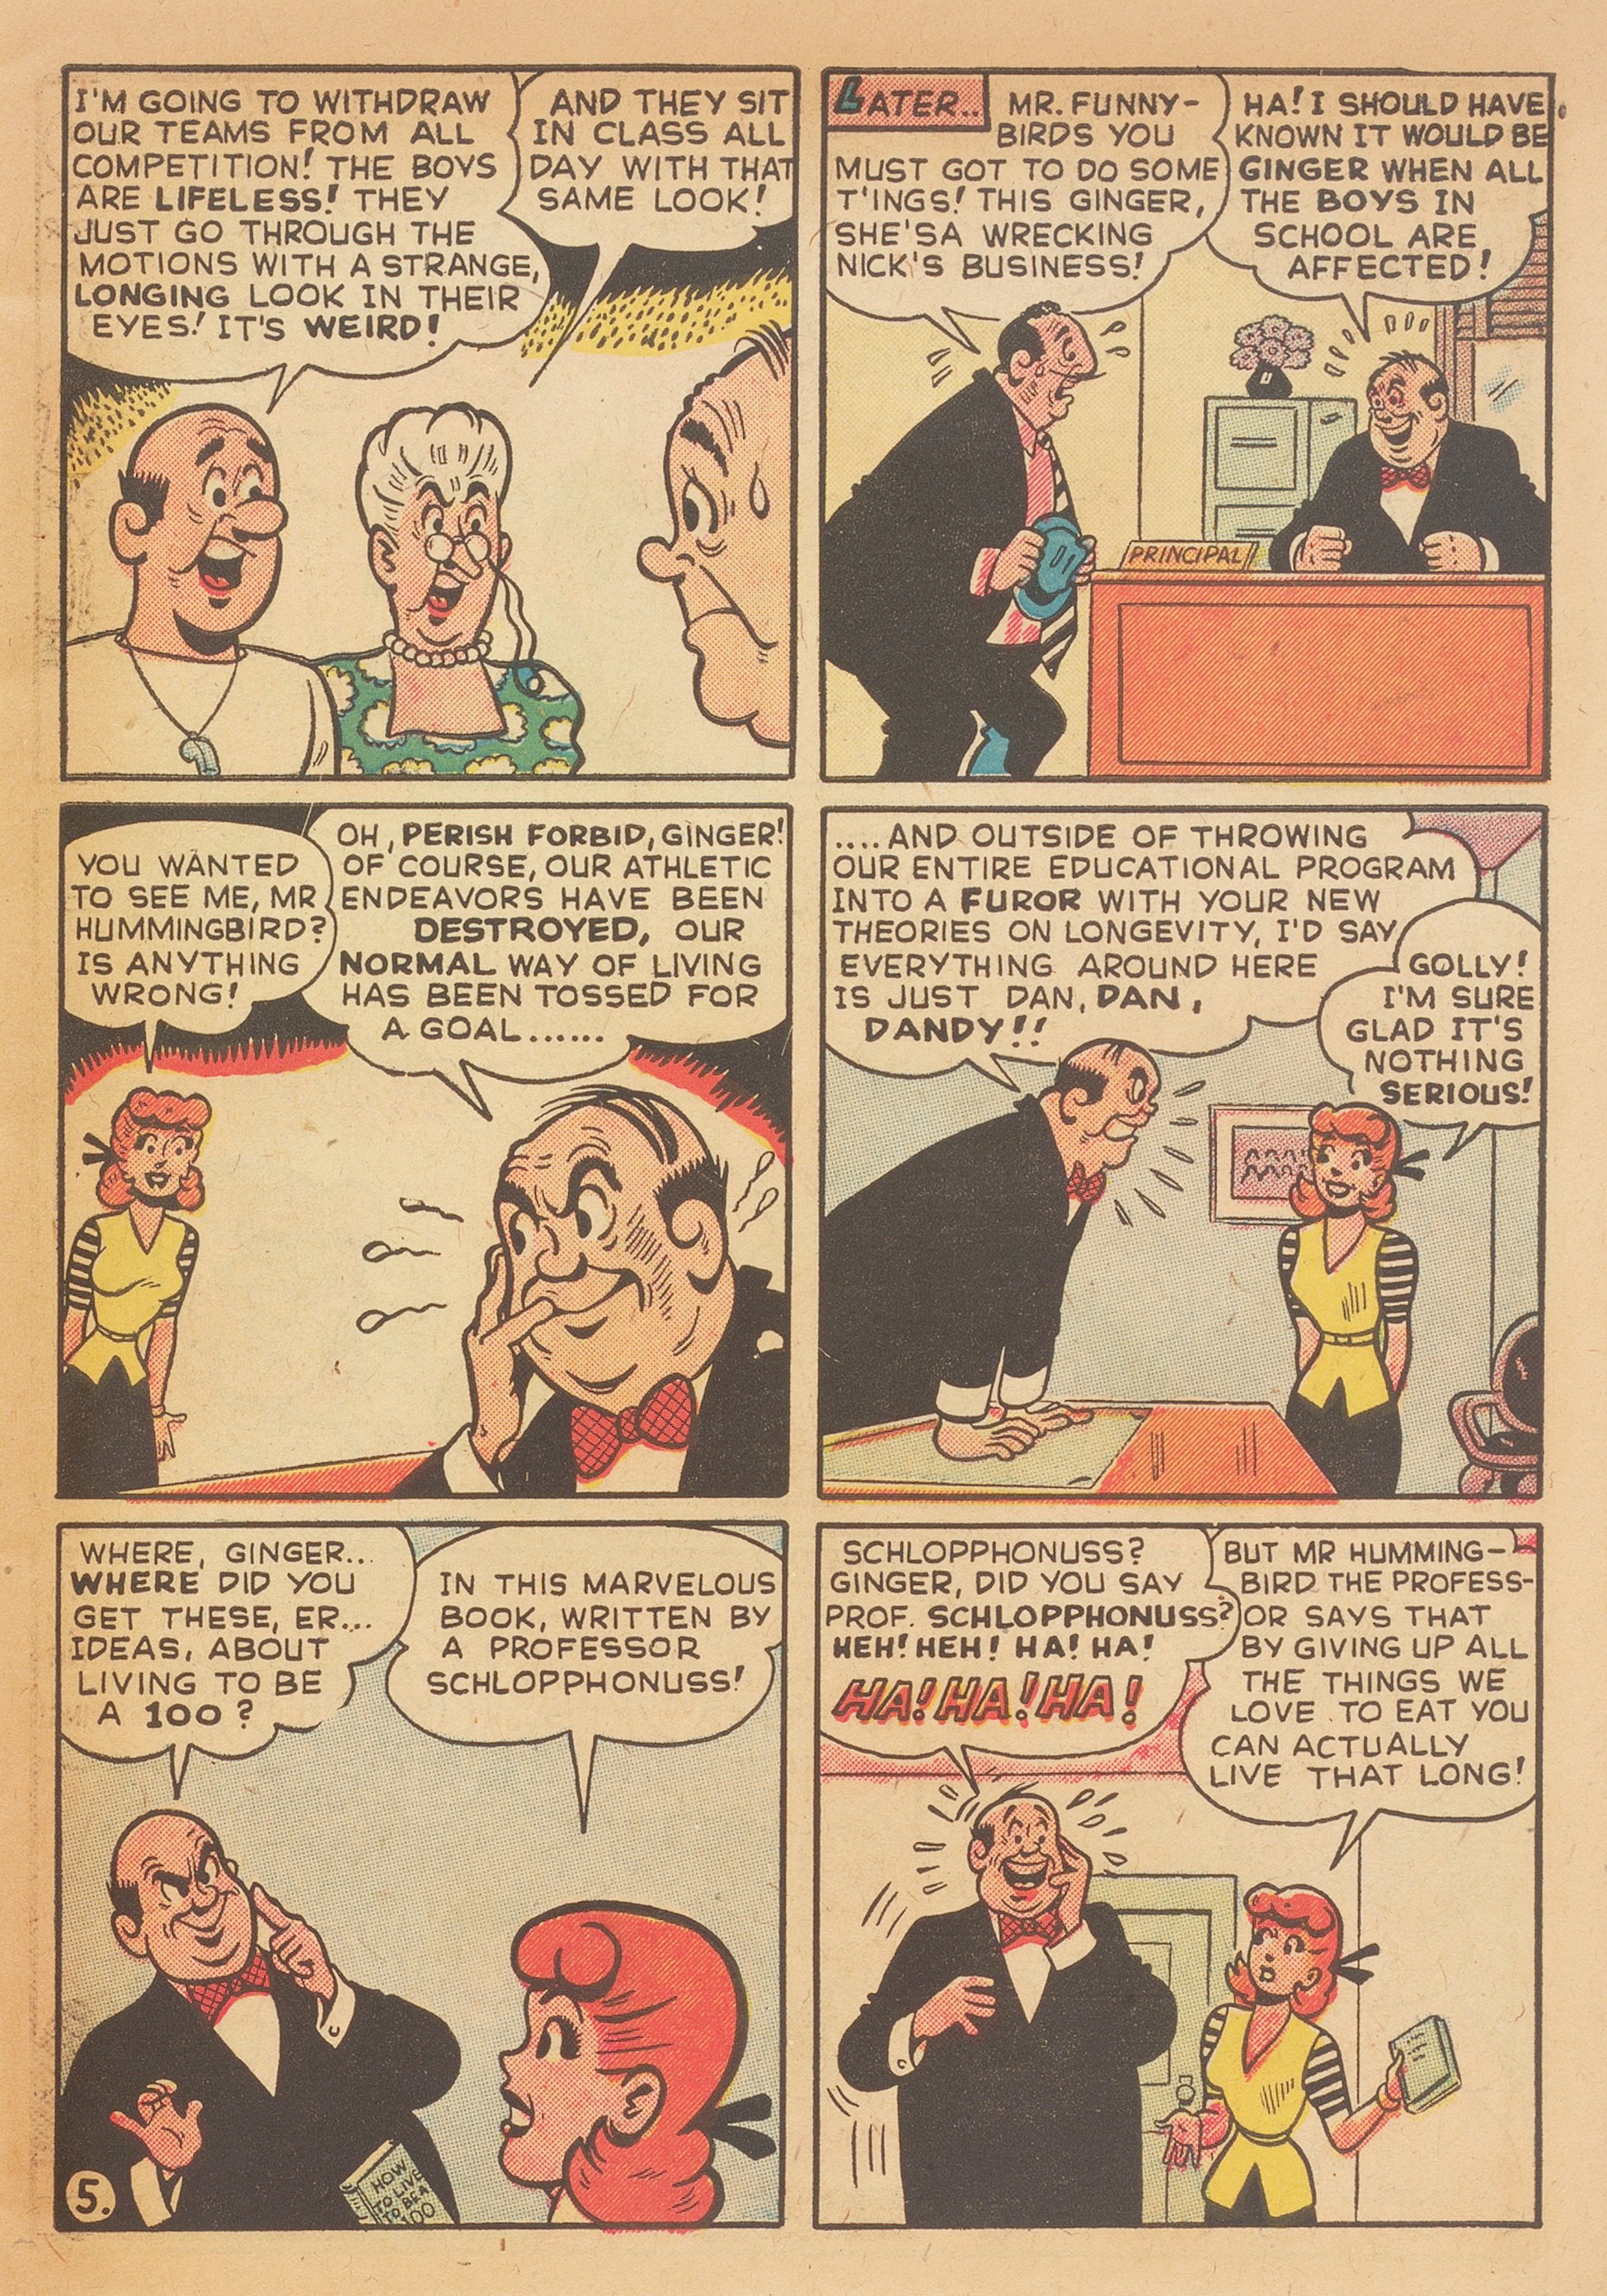 I'M GOING TO WITHDRAW
OUR TEAMS FROM ALL
COMPETITION! THE BOYS
ARE LIFELESS! THEY
JUST GO THROUGH THE
MOTIONS WITH A STRANGE,
LONGING LOOK IN THEIR
EYES! IT'S WEIRD!
AND THEY SIT
IN CLASS ALL
DAY WITH THAT
SAME LOOK!
LATER..
MR. FUNNY-
BIRDS YOU
MUST GOT TO DO SOME
T'INGS! THIS GINGER,
SHE'SA WRECKING
NICK'S BUSINESS!
HA! I SHOULD HAVE
KNOWN IT WOULD BE
GINGER WHEN ALL
THE BOYS IN
SCHOOL ARE
AFFECTED!
PRINCIPAL
YOU WANTED
TO SEE ME, MR
HUMMINGBIRD?
IS ANYTHING
WRONG!
OH, PERISH FORBID, GINGER!
OF COURSE, OUR ATHLETIC
ENDEAVORS HAVE BEEN
DESTROYED, OUR
NORMAL WAY OF LIVING
HAS BEEN TOSSED FOR
A GOAL......
....AND OUTSIDE OF THROWING
OUR ENTIRE EDUCATIONAL PROGRAM
INTO A FUROR WITH YOUR NEW
THEORIES ON LONGEVITY, I'D SAY
EVERYTHING AROUND HERE
IS JUST DAN, DAN,
DANDY!!
GOLLY!
I'M SURE
GLAD IT'S
NOTHING
SERIOUS!
WHERE, GINGER...
WHERE DID YOU
GET THESE, ER...
IDEAS, ABOUT
LIVING TO BE
A 100?
IN THIS MARVELOUS
BOOK, WRITTEN BY
A PROFESSOR
SCHLOPPHONUSS!
HOW
TO LIVE
TO BE A
100
5.
SCHLOPPHONUSS?
GINGER, DID YOU SAY
PROF. SCHLOPPHONUSS?
HEH! HEH! HA! HA!
HA! HA! HA!
BUT MR HUMMING-
BIRD THE PROFESS-
OR SAYS THAT
BY GIVING UP ALL
THE THINGS WE
LOVE TO EAT YOU
CAN ACTUALLY
LIVE THAT LONG!